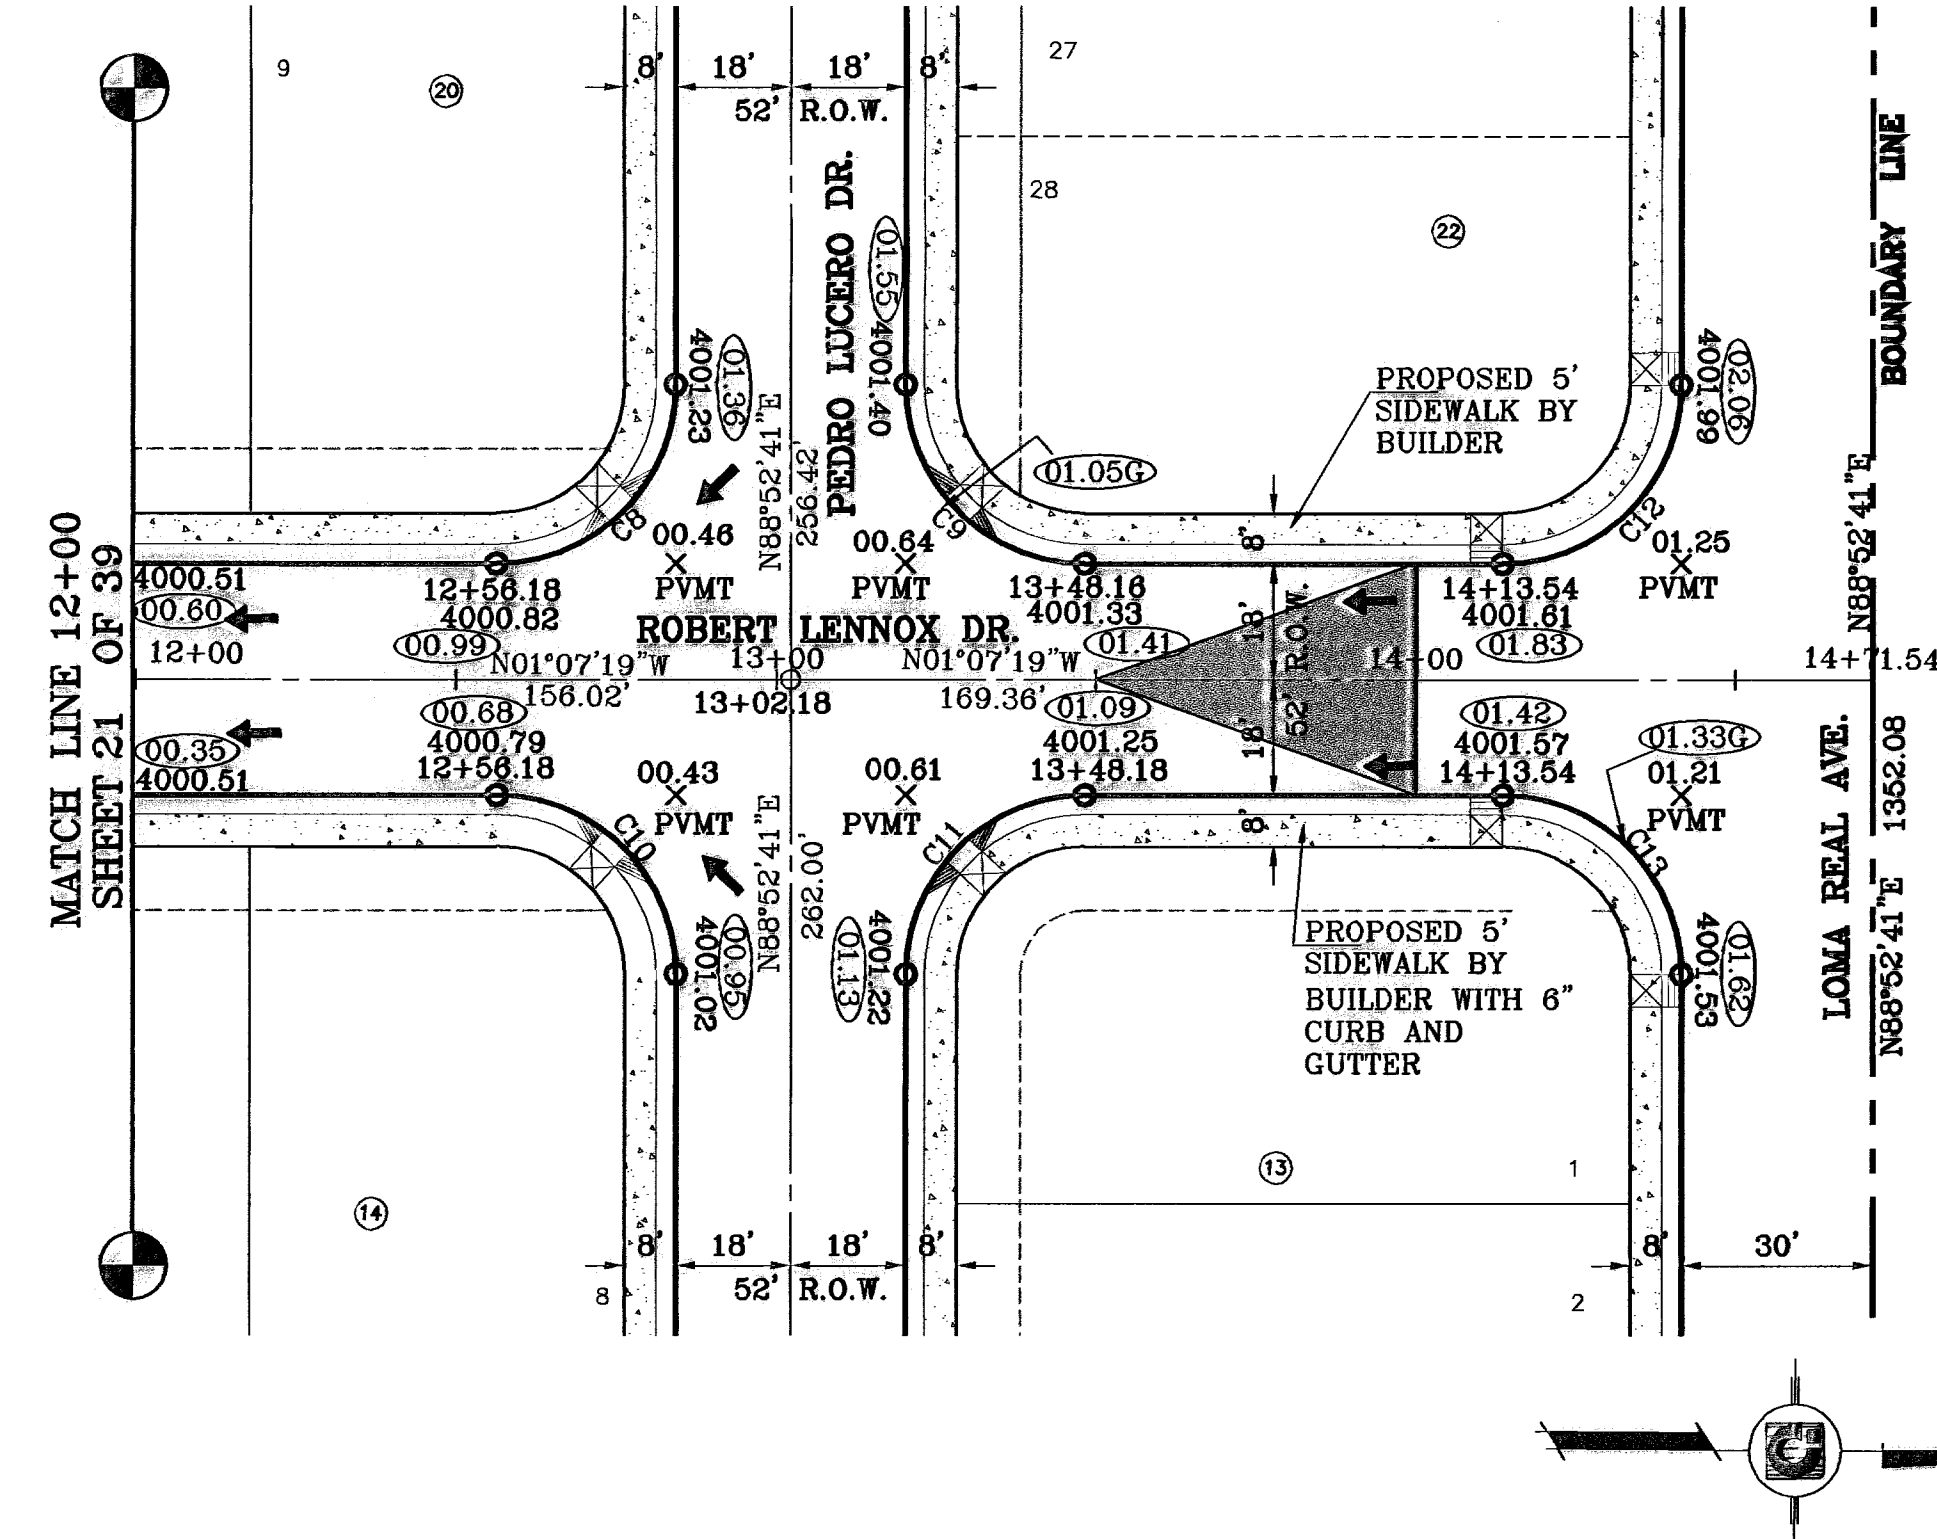 9
20
8' 18' 18' 8'
52' R.O.W.
27
28
22
BOUNDARY LINE
PEDRO LUCERO DR.
01.55
4001.40
4001.23
01.36
N88°52'41"E
256.42'
PROPOSED 5'
SIDEWALK BY
BUILDER
4001.99
02.06
01.05G
C8
C9
C12
00.46
PVMT
00.64
PVMT
01.25
PVMT
N88°52'41"E
MATCH LINE 12+00
SHEET 21 OF 39
4000.51
00.60
12+00
12+56.18
4000.82
00.99
ROBERT LENNOX DR.
13+48.16
4001.33
01.41
14+13.54
4001.61
01.83
8'
18'
52' R.O.W.
18'
8'
N01°07'19"W
156.02'
13+00
13+02.18
N01°07'19"W
169.36'
14+00
14+71.54
00.68
4000.79
12+56.18
00.35
4000.51
01.09
4001.25
13+48.18
01.42
4001.57
14+13.54
01.33G
00.43
PVMT
00.61
PVMT
01.21
PVMT
C10
C11
C13
N88°52'41"E
262.00'
4001.02
00.95
01.13
4001.22
PROPOSED 5'
SIDEWALK BY
BUILDER WITH 6"
CURB AND
GUTTER
4001.53
01.62
LOMA REAL AVE.
N88°52'41"E 1352.08
14
13
1
8
8' 18' 18' 8'
52' R.O.W.
8' 30'
2